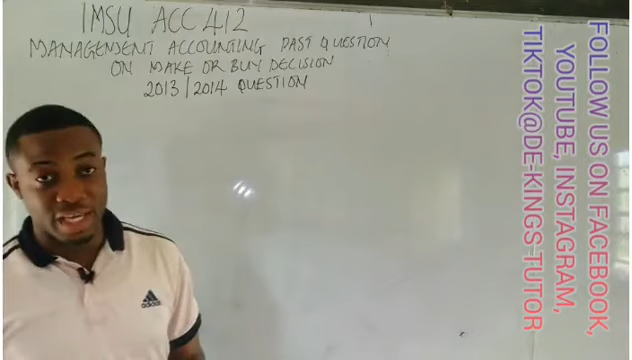 IMSU ACC 412
MANAGEMENT ACCOUNTING PAST QUESTION
ON MAKE OR BUY DECISION
2013/2014 QUESTION
adidas
FOLLOW US ON FACEBOOK,
YOUTUBE, INSTAGRAM,
TIKTOK@DE-KINGS-TUTOR